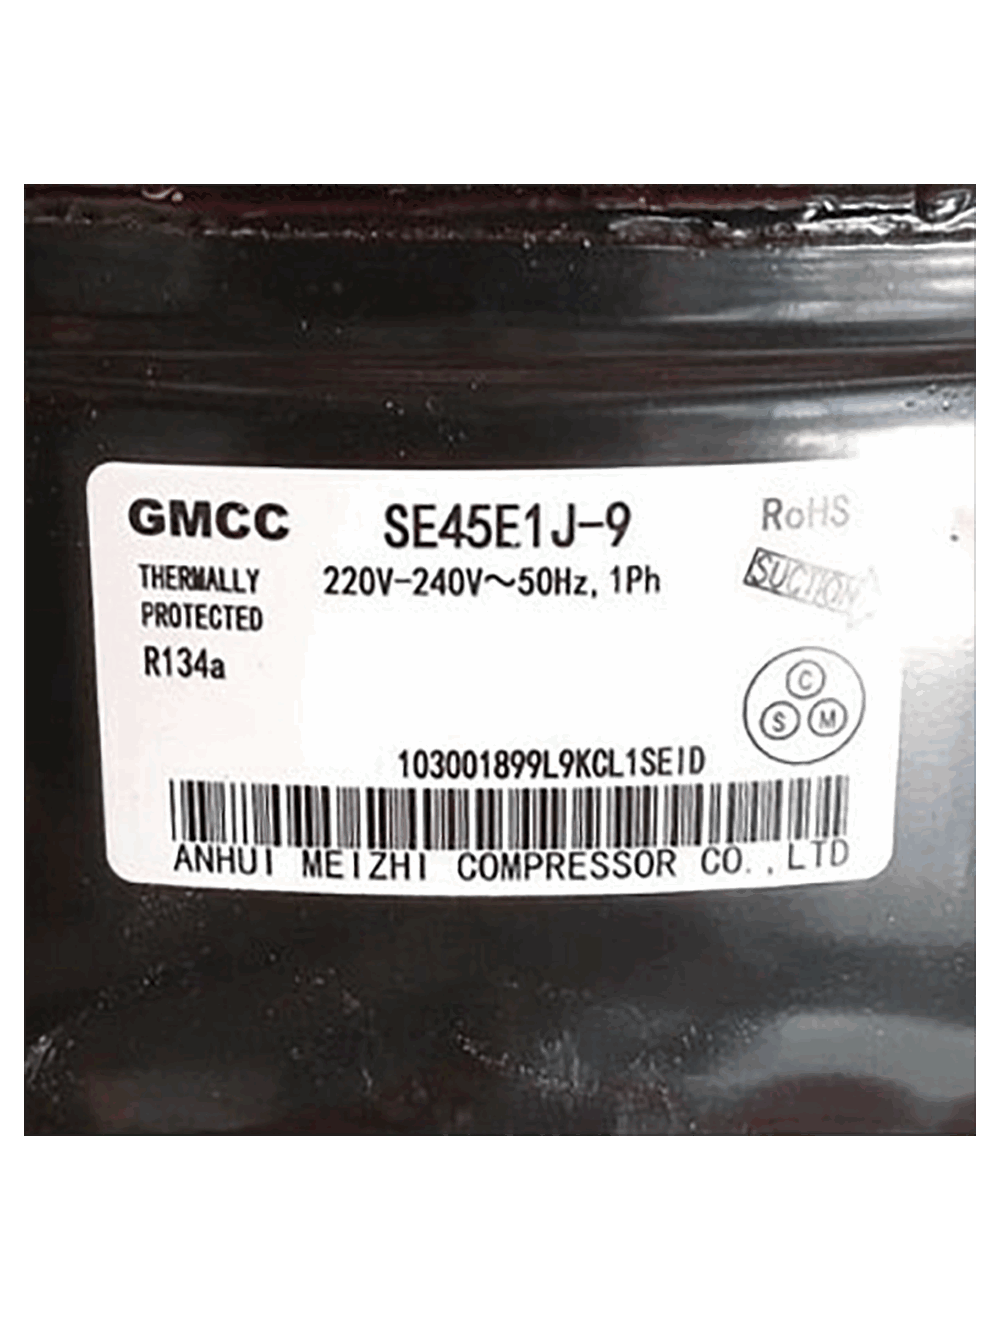 GMCC
SE45E1J-9
RoHS
THERMALLY
PROTECTED
220V-240V～50Hz, 1Ph
SUCTION
R134a
C
S M
103001899L9KCL1SEID
ANHUI MEIZHI COMPRESSOR CO.,LTD